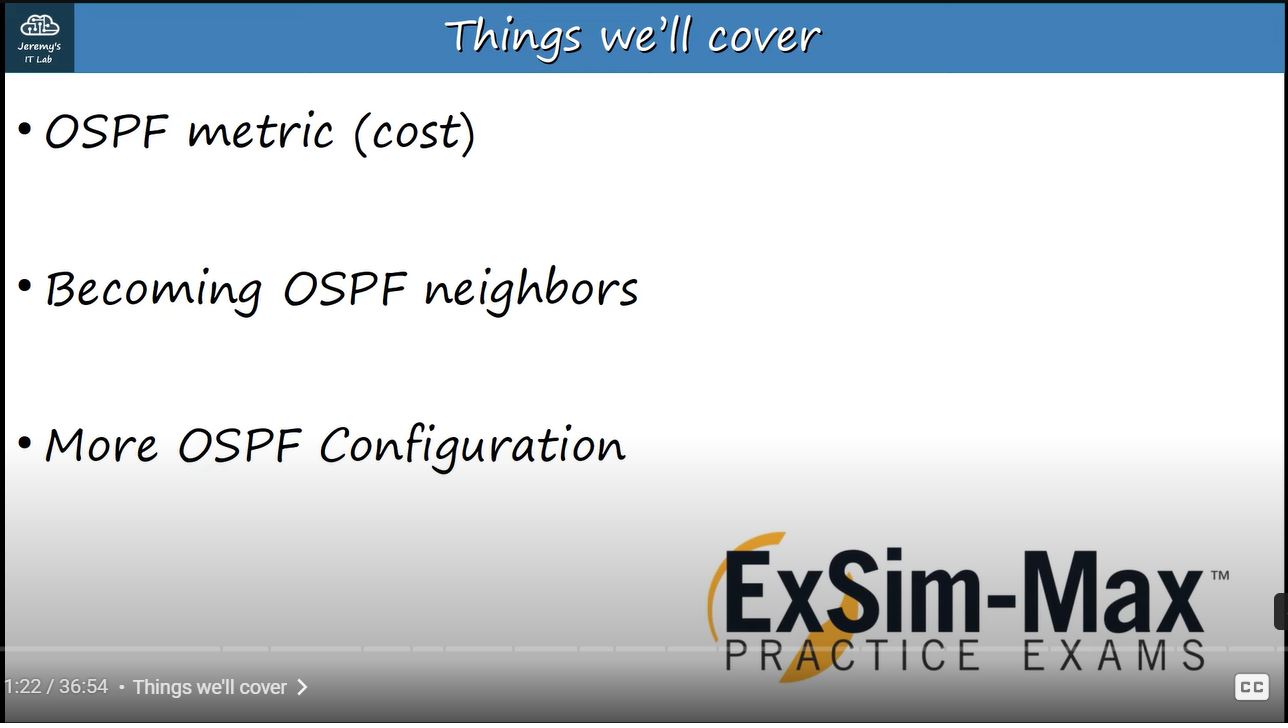 Jeremy's
IT Lab
Things we'll cover
• OSPF metric (cost)
• Becoming OSPF neighbors
• More OSPF Configuration
ExSim-Max™
PRACTICE EXAMS
1:22 / 36:54 • Things we'll cover
CC